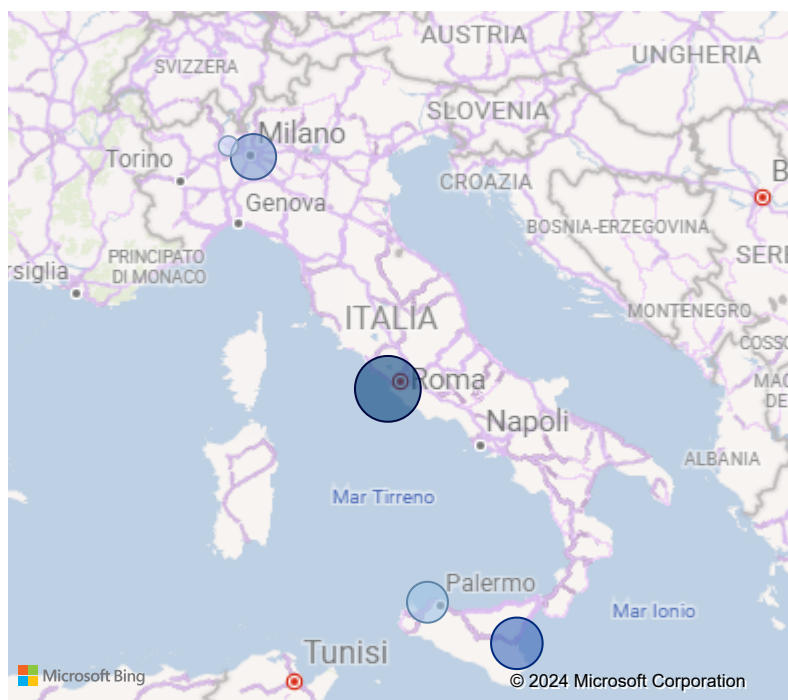 AUSTRIA
UNGHERIA
SVIZZERA
SLOVENIA
Milano
Torino
B
CROAZIA
Genova
BOSNIA-ERZEGOVINA
PRINCIPATO
DI MONACO
SERE
rsiglia
MONTENEGRO
ITALIA
COSSO
Roma
MAC
DE
Napoli
ALBANIA
Mar Tirreno
Palermo
Mar Ionio
Tunisi
Microsoft Bing
© 2024 Microsoft Corporation